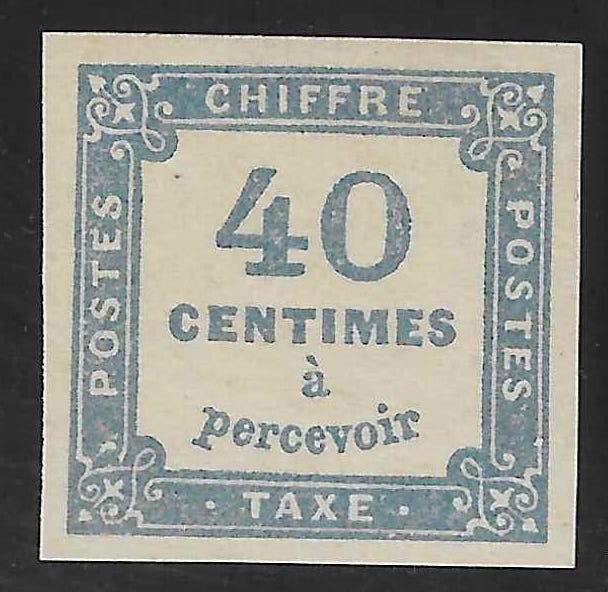 CHIFFRE
POSTES
40
CENTIMES
à
percevoir
POSTES
· TAXE ·